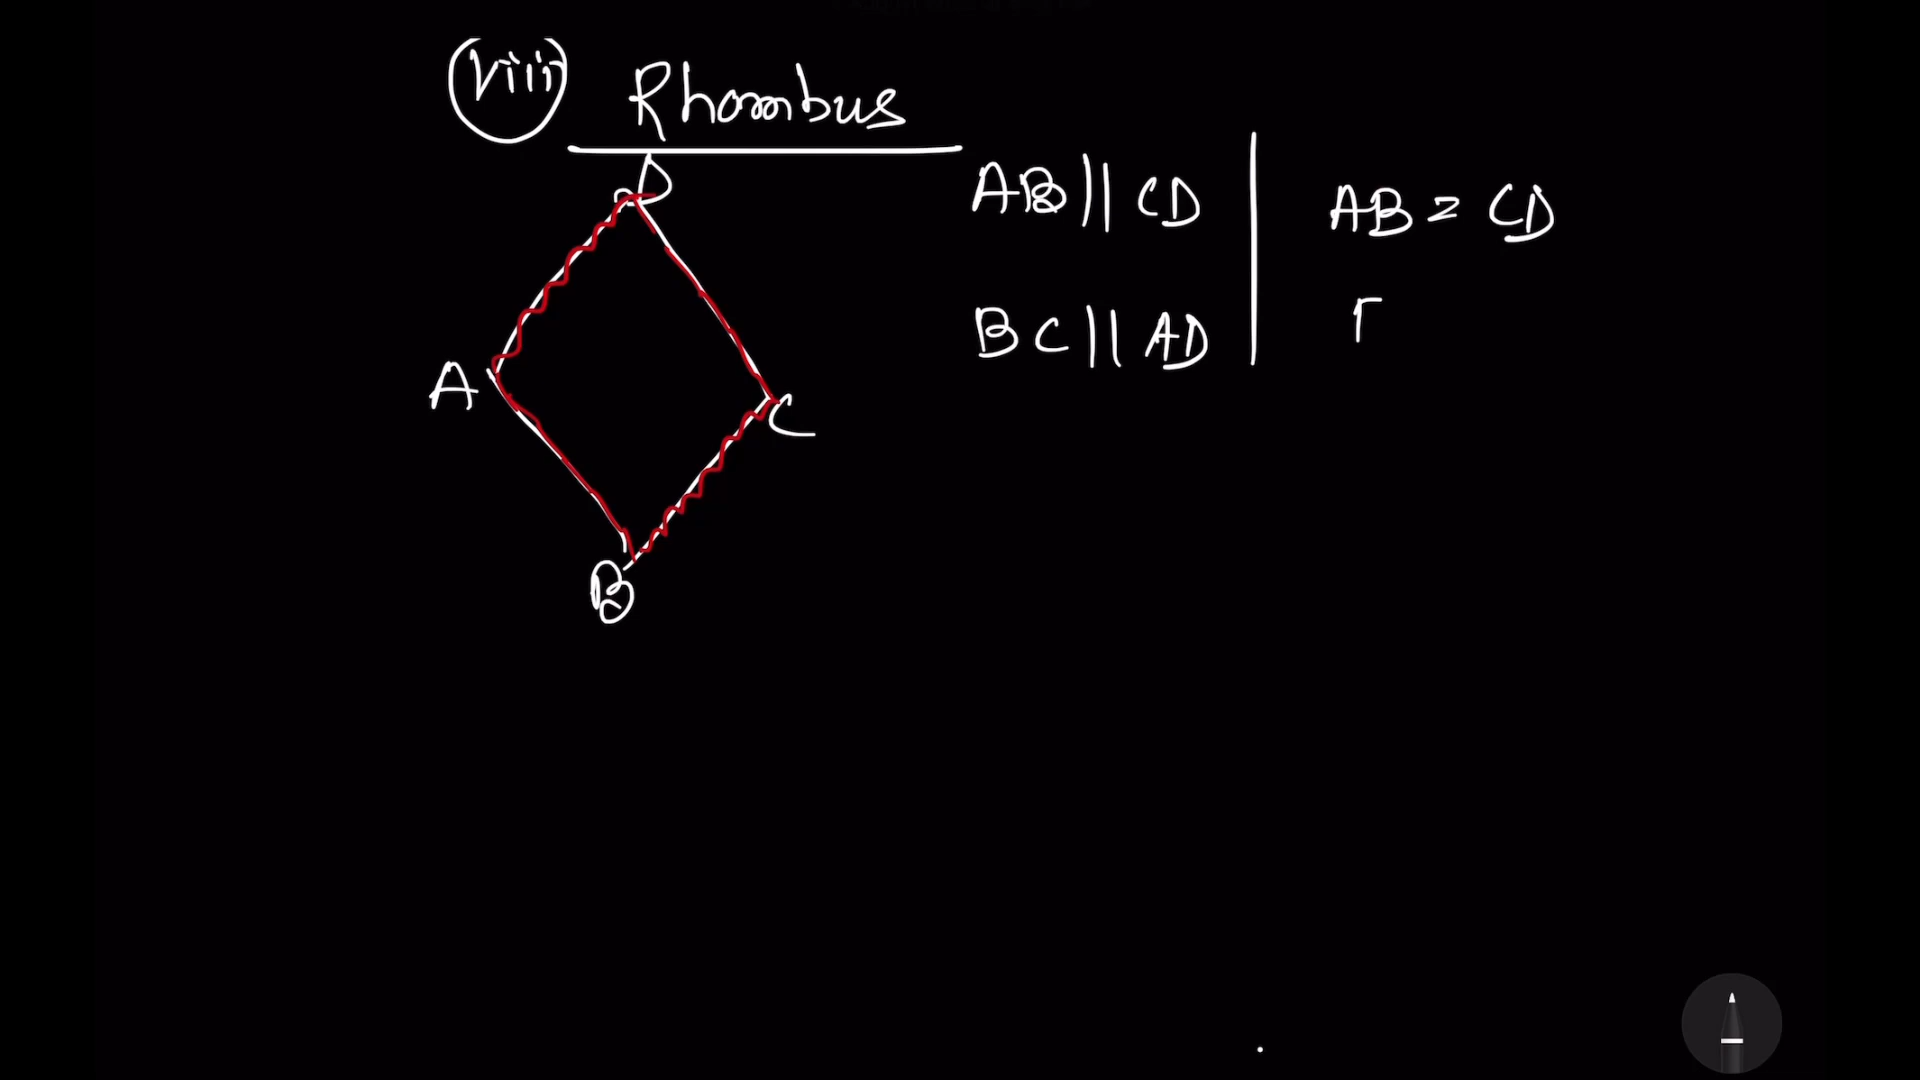 (viii) Rhombus
D
AB || CD
AB = CD
BC || AD
A
C
B